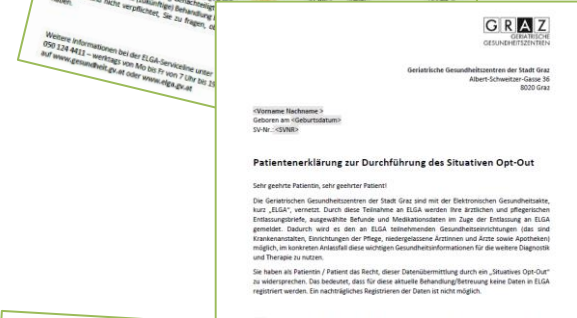 (zukünftige) Behandlung
nicht verpflichtet, Sie zu fragen, ob
Weitere Informationen bei der ELGA-Serviceline unter
050 124 4411 – werktags von Mo bis Fr von 7 Uhr bis 19
auf www.gesundheit.gv.at oder www.elga.gv.at
GRAZ
GERIATRISCHE
GESUNDHEITSZENTREN
Geriatrische Gesundheitszentren der Stadt Graz
Albert-Schweitzer-Gasse 36
8020 Graz
<Vorname Nachname >
Geboren am <Geburtsdatum>
SV-Nr.: <SVNR>
Patientenerklärung zur Durchführung des Situativen Opt-Out
Sehr geehrte Patientin, sehr geehrter Patient!
Die Geriatrischen Gesundheitszentren der Stadt Graz sind mit der Elektronischen Gesundheitsakte,
kurz „ELGA“, vernetzt. Durch diese Teilnahme an ELGA werden Ihre ärztlichen und pflegerischen
Entlassungsbriefe, ausgewählte Befunde und Medikationsdaten im Zuge der Entlassung an ELGA
gemeldet. Dadurch wird es den an ELGA teilnehmenden Gesundheitseinrichtungen (das sind
Krankenanstalten, Einrichtungen der Pflege, niedergelassene Ärztinnen und Ärzte sowie Apotheken)
möglich, im konkreten Anlassfall diese wichtigen Gesundheitsinformationen für die weitere Diagnostik
und Therapie zu nutzen.
Sie haben als Patientin / Patient das Recht, dieser Datenübermittlung durch ein „Situatives Opt-Out“
zu widersprechen. Das bedeutet, dass für diese aktuelle Behandlung/Betreuung keine Daten in ELGA
registriert werden. Ein nachträgliches Registrieren der Daten ist nicht möglich.